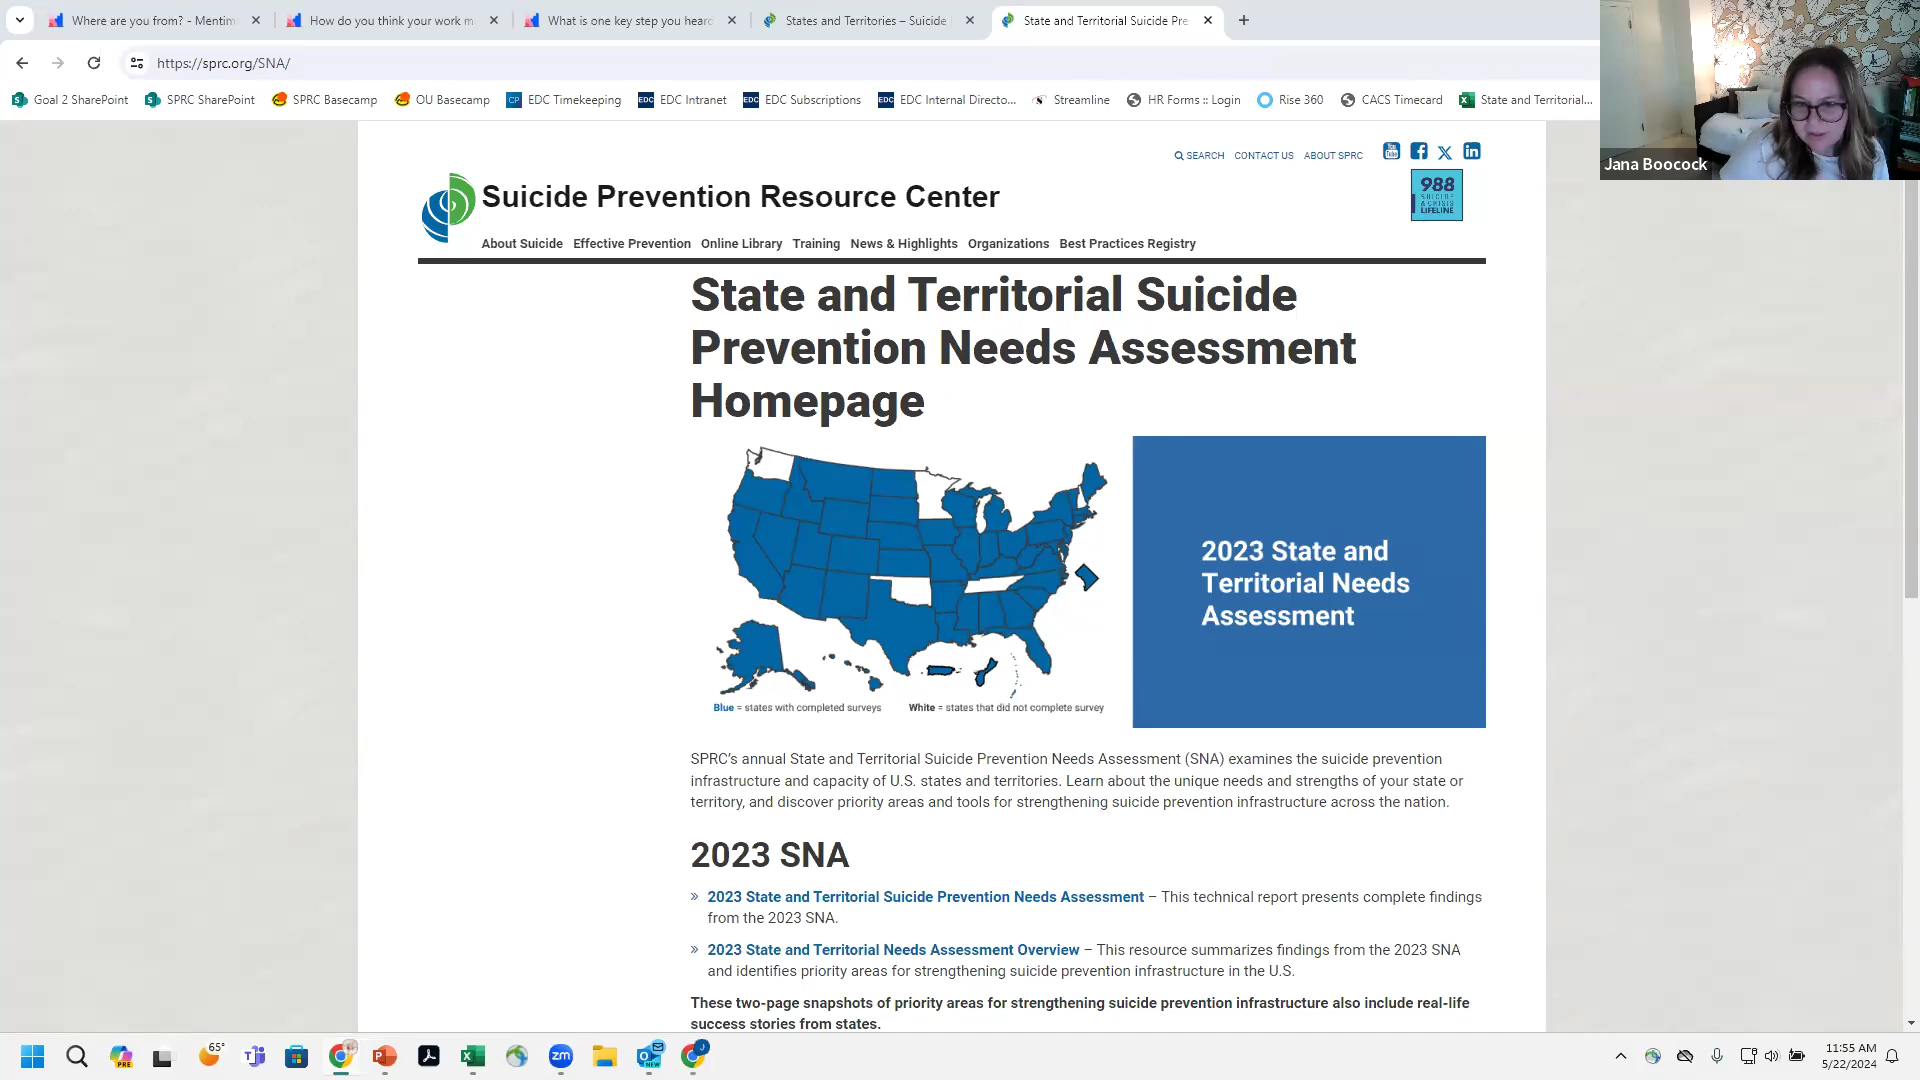 Where are you from? - Mentim
How do you think your work m
What is one key step you heard
States and Territories – Suicide
State and Territorial Suicide Pre
https://sprc.org/SNA/
Goal 2 SharePoint
SPRC SharePoint
SPRC Basecamp
OU Basecamp
EDC Timekeeping
EDC Intranet
EDC Subscriptions
EDC Internal Directo...
Streamline
HR Forms :: Login
Rise 360
CACS Timecard
State and Territorial...
Jana Boocock
SEARCH CONTACT US ABOUT SPRC
Suicide Prevention Resource Center
988
SUICIDE
& CRISIS
LIFELINE
About Suicide Effective Prevention Online Library Training News & Highlights Organizations Best Practices Registry
State and Territorial Suicide
Prevention Needs Assessment
Homepage
2023 State and
Territorial Needs
Assessment
Blue = states with completed surveys
White = states that did not complete survey
SPRC’s annual State and Territorial Suicide Prevention Needs Assessment (SNA) examines the suicide prevention
infrastructure and capacity of U.S. states and territories. Learn about the unique needs and strengths of your state or
territory, and discover priority areas and tools for strengthening suicide prevention infrastructure across the nation.
2023 SNA
» 2023 State and Territorial Suicide Prevention Needs Assessment – This technical report presents complete findings
from the 2023 SNA.
» 2023 State and Territorial Needs Assessment Overview – This resource summarizes findings from the 2023 SNA
and identifies priority areas for strengthening suicide prevention infrastructure in the U.S.
These two-page snapshots of priority areas for strengthening suicide prevention infrastructure also include real-life
success stories from states.
65°
11:55 AM
5/22/2024